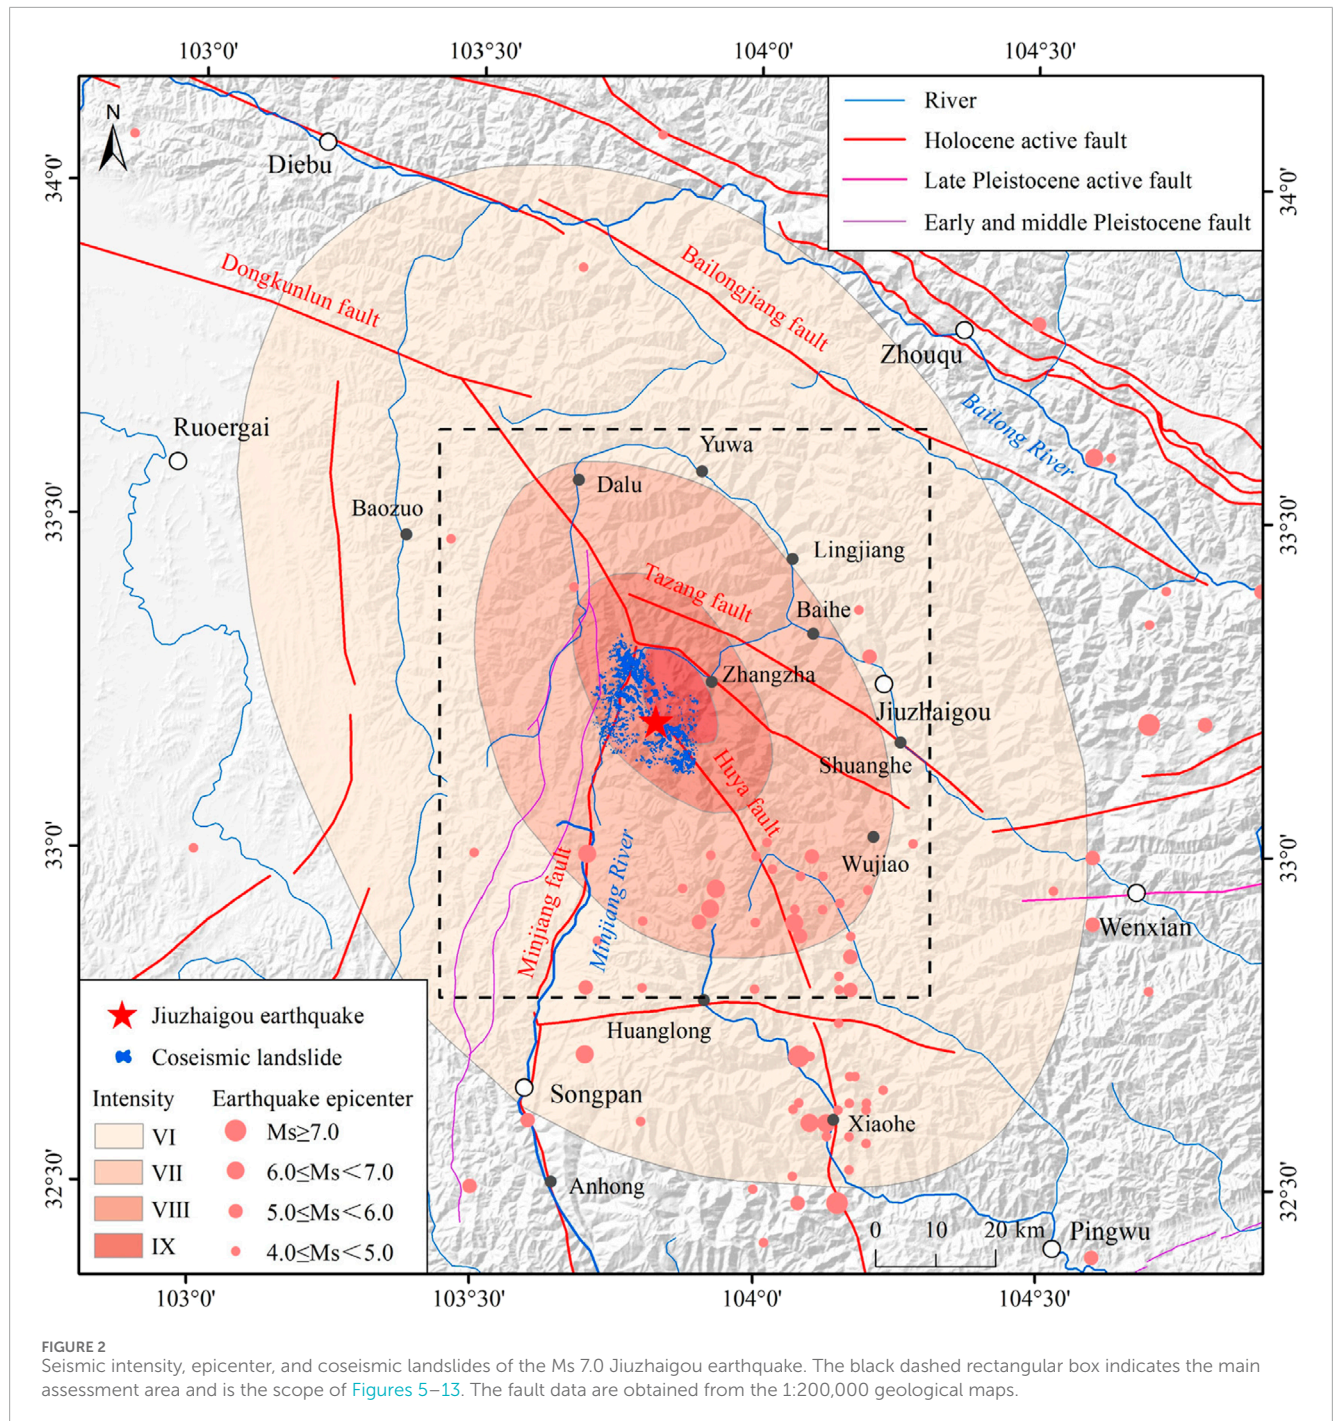 103°0'
103°30'
104°0'
104°30'
N
River
Holocene active fault
Late Pleistocene active fault
Early and middle Pleistocene fault
34°0'
34°0'
Diebu
Dongkunlun fault
Bailongjiang fault
Zhouqu
Bailong River
Ruoergai
Yuwa
Dalu
Baozuo
33°30'
33°30'
Lingjiang
Tazang fault
Baihe
Zhangzha
Jiuzhaigou
Shuanghe
Huya fault
33°0'
33°0'
Wujiao
Minjiang fault
Minjiang River
Wenxian
Huanglong
Songpan
Xiaohe
Anhong
32°30'
32°30'
Pingwu
Jiuzhaigou earthquake
Coseismic landslide
Intensity
Earthquake epicenter
VI
Ms≥7.0
VII
6.0≤Ms<7.0
VIII
5.0≤Ms<6.0
IX
4.0≤Ms<5.0
0 10 20 km
103°0'
103°30'
104°0'
104°30'
FIGURE 2
Seismic intensity, epicenter, and coseismic landslides of the Ms 7.0 Jiuzhaigou earthquake. The black dashed rectangular box indicates the main
assessment area and is the scope of Figures 5–13. The fault data are obtained from the 1:200,000 geological maps.